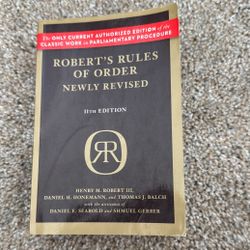 The ONLY CURRENT AUTHORIZED EDITION of the
CLASSIC WORK on PARLIAMENTARY PROCEDURE
ROBERT'S RULES
OF ORDER
NEWLY REVISED
11TH EDITION
RR
HENRY M. ROBERT III,
DANIEL H. HONEMANN, and THOMAS J. BALCH
with the assistance of
DANIEL E. SEABOLD and SHMUEL GERBER